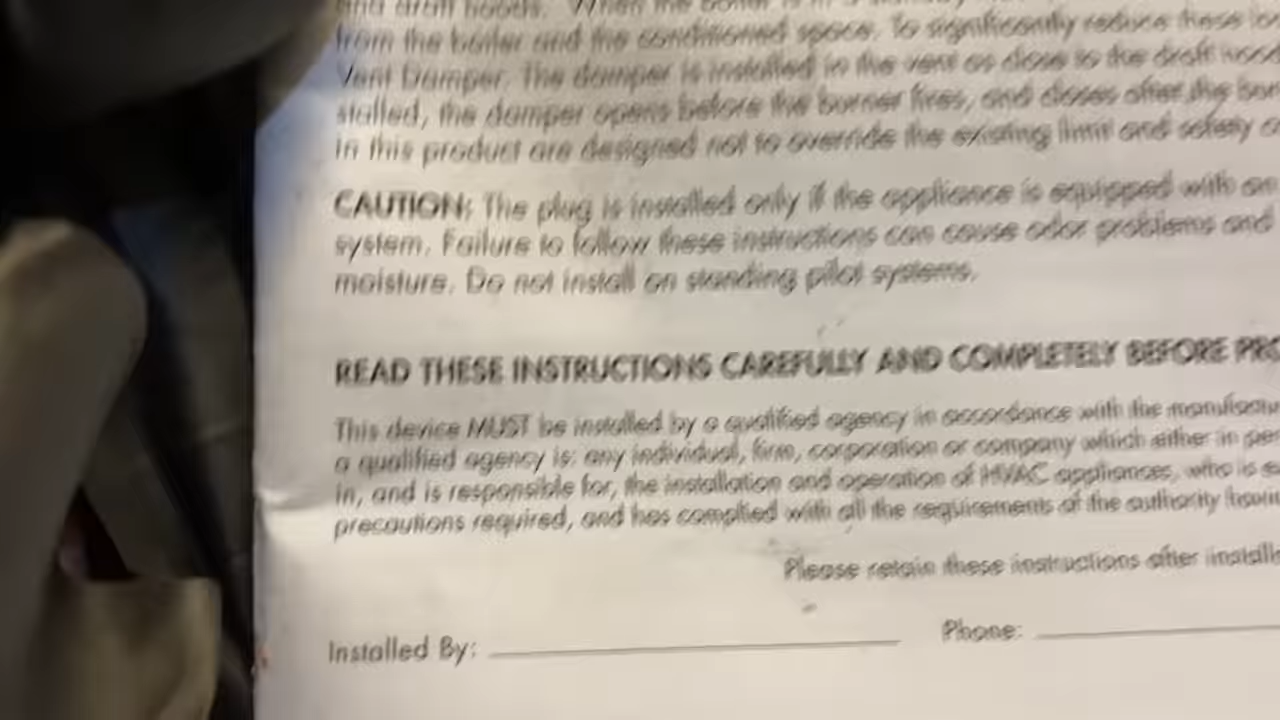 and draft hoods. When the boiler is in a
from the boiler and the conditioned space. To significantly reduce these
Vent Damper. The damper is installed in the vent as close to the draft hood
stalled, the damper opens before the burner fires, and closes after the
in this product are designed not to override the existing limit and safety
CAUTION: The plug is installed only if the appliance is equipped with an
system. Failure to follow these instructions can cause odor problems and
moisture. Do not install on standing pilot systems.
READ THESE INSTRUCTIONS CAREFULLY AND COMPLETELY BEFORE PRO
This device MUST be installed by a qualified agency in accordance with the manufactu
a qualified agency is: any individual, firm, corporation or company which either in pe
in, and is responsible for, the installation and operation of HVAC appliances, who is e
precautions required, and has complied with all the requirements of the authority havin
Please retain these instructions after installa
Installed By: Phone: